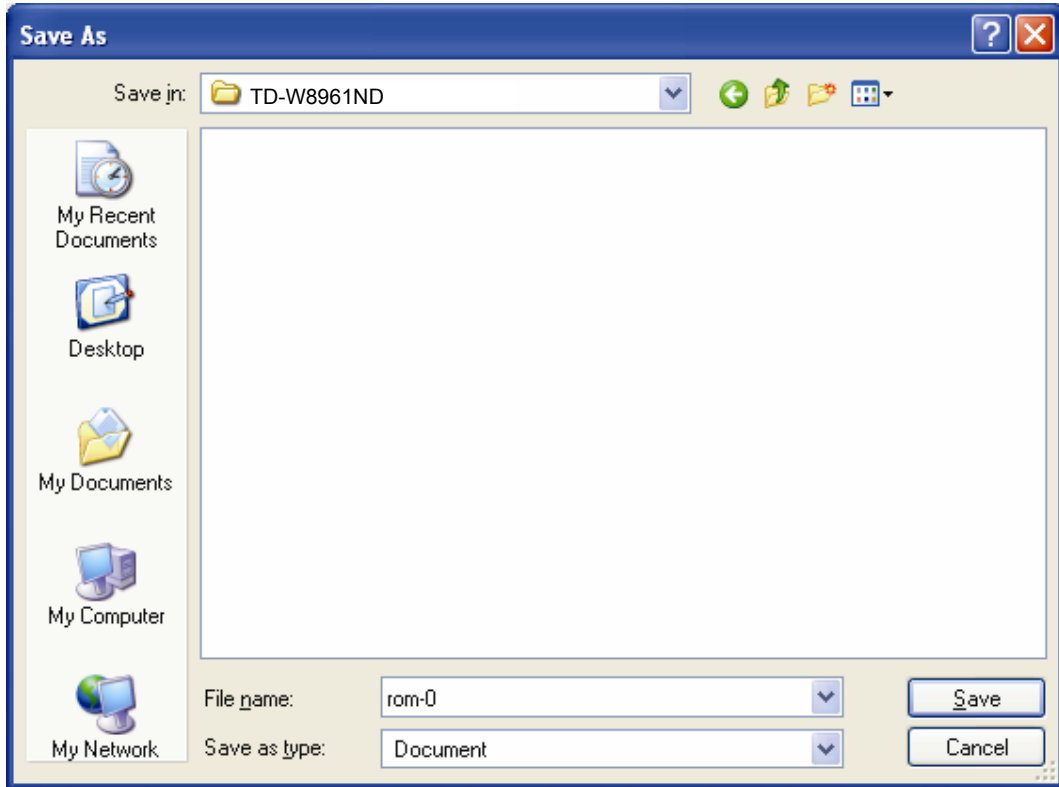 Save As
?
Save in: TD-W8961ND
My Recent
Documents
Desktop
My Documents
My Computer
My Network
File name: rom-0 Save
Save as type: Document Cancel